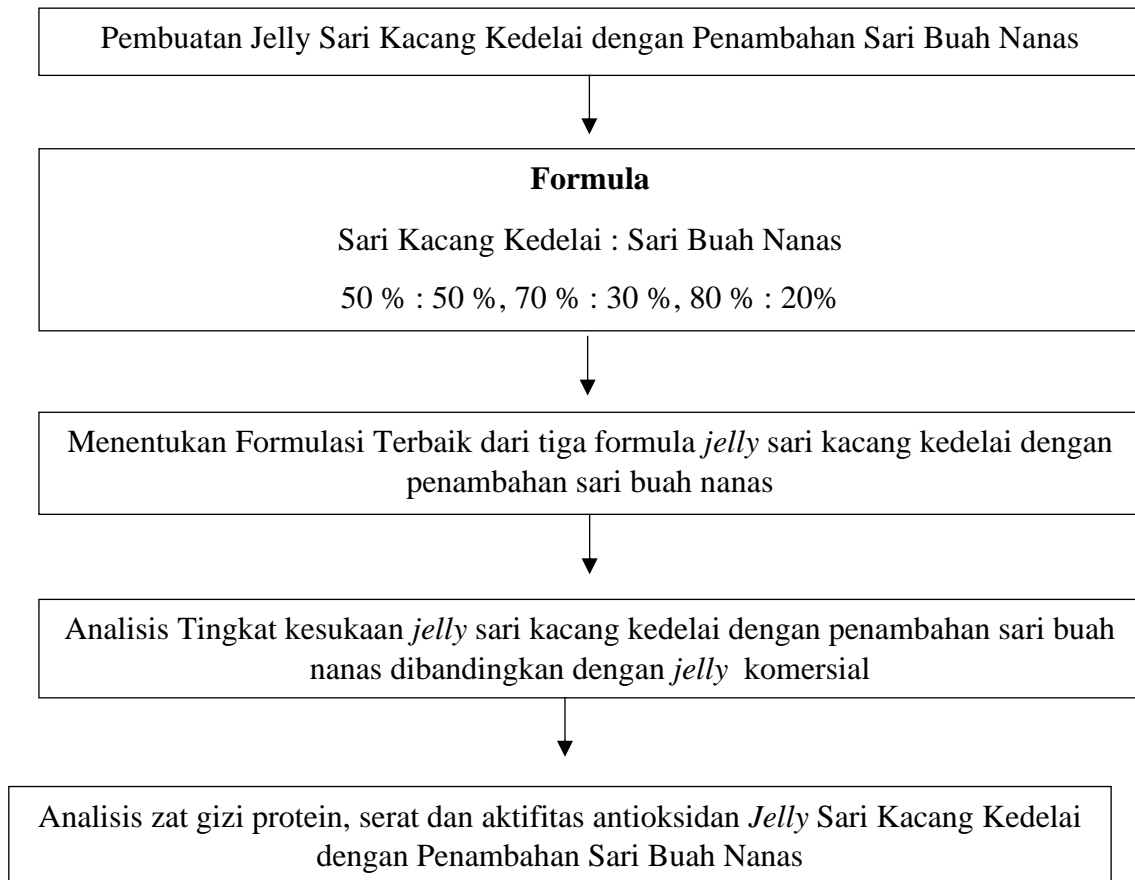 Pembuatan Jelly Sari Kacang Kedelai dengan Penambahan Sari Buah Nanas
Formula
Sari Kacang Kedelai : Sari Buah Nanas
50 % : 50 %, 70 % : 30 %, 80 % : 20%
Menentukan Formulasi Terbaik dari tiga formula jelly sari kacang kedelai dengan
penambahan sari buah nanas
Analisis Tingkat kesukaan jelly sari kacang kedelai dengan penambahan sari buah
nanas dibandingkan dengan jelly komersial
Analisis zat gizi protein, serat dan aktifitas antioksidan Jelly Sari Kacang Kedelai
dengan Penambahan Sari Buah Nanas